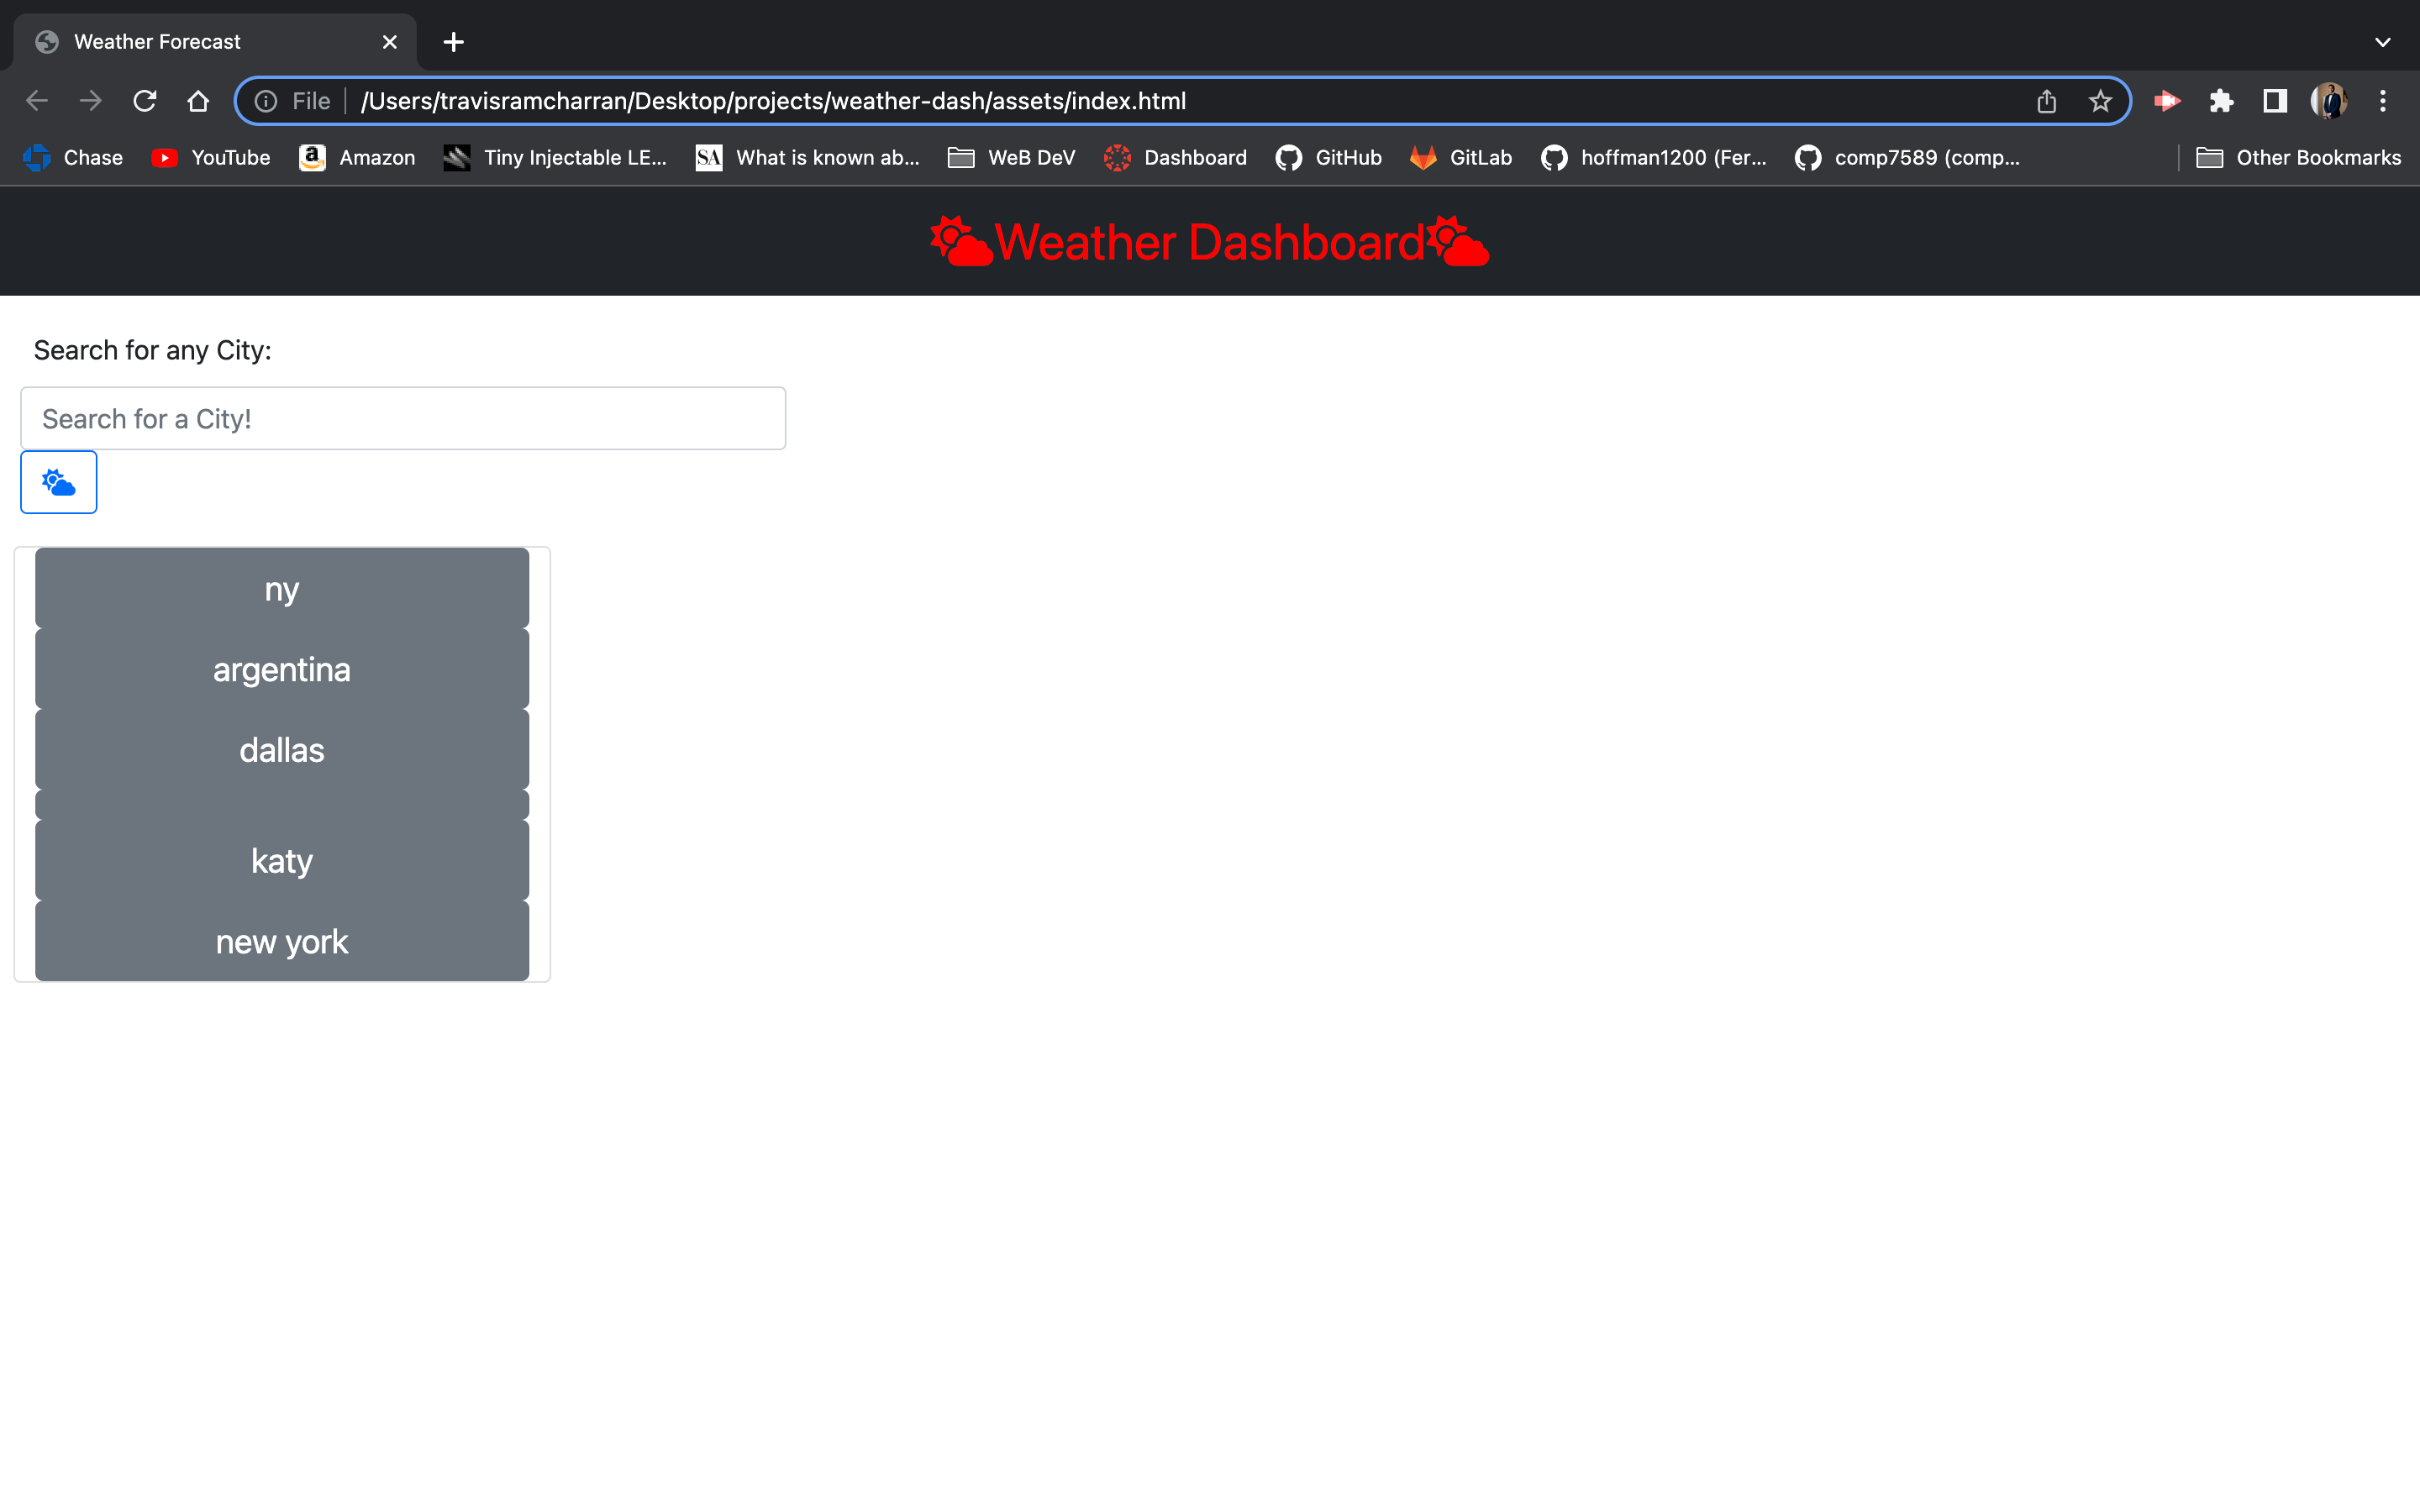 Weather Forecast
File /Users/travisramcharran/Desktop/projects/weather-dash/assets/index.html
Chase YouTube Amazon Tiny Injectable LE... What is known ab... WeB DeV Dashboard GitHub GitLab hoffman1200 (Fer... comp7589 (comp... Other Bookmarks
Weather Dashboard
Search for any City:
Search for a City!
ny
argentina
dallas
katy
new york